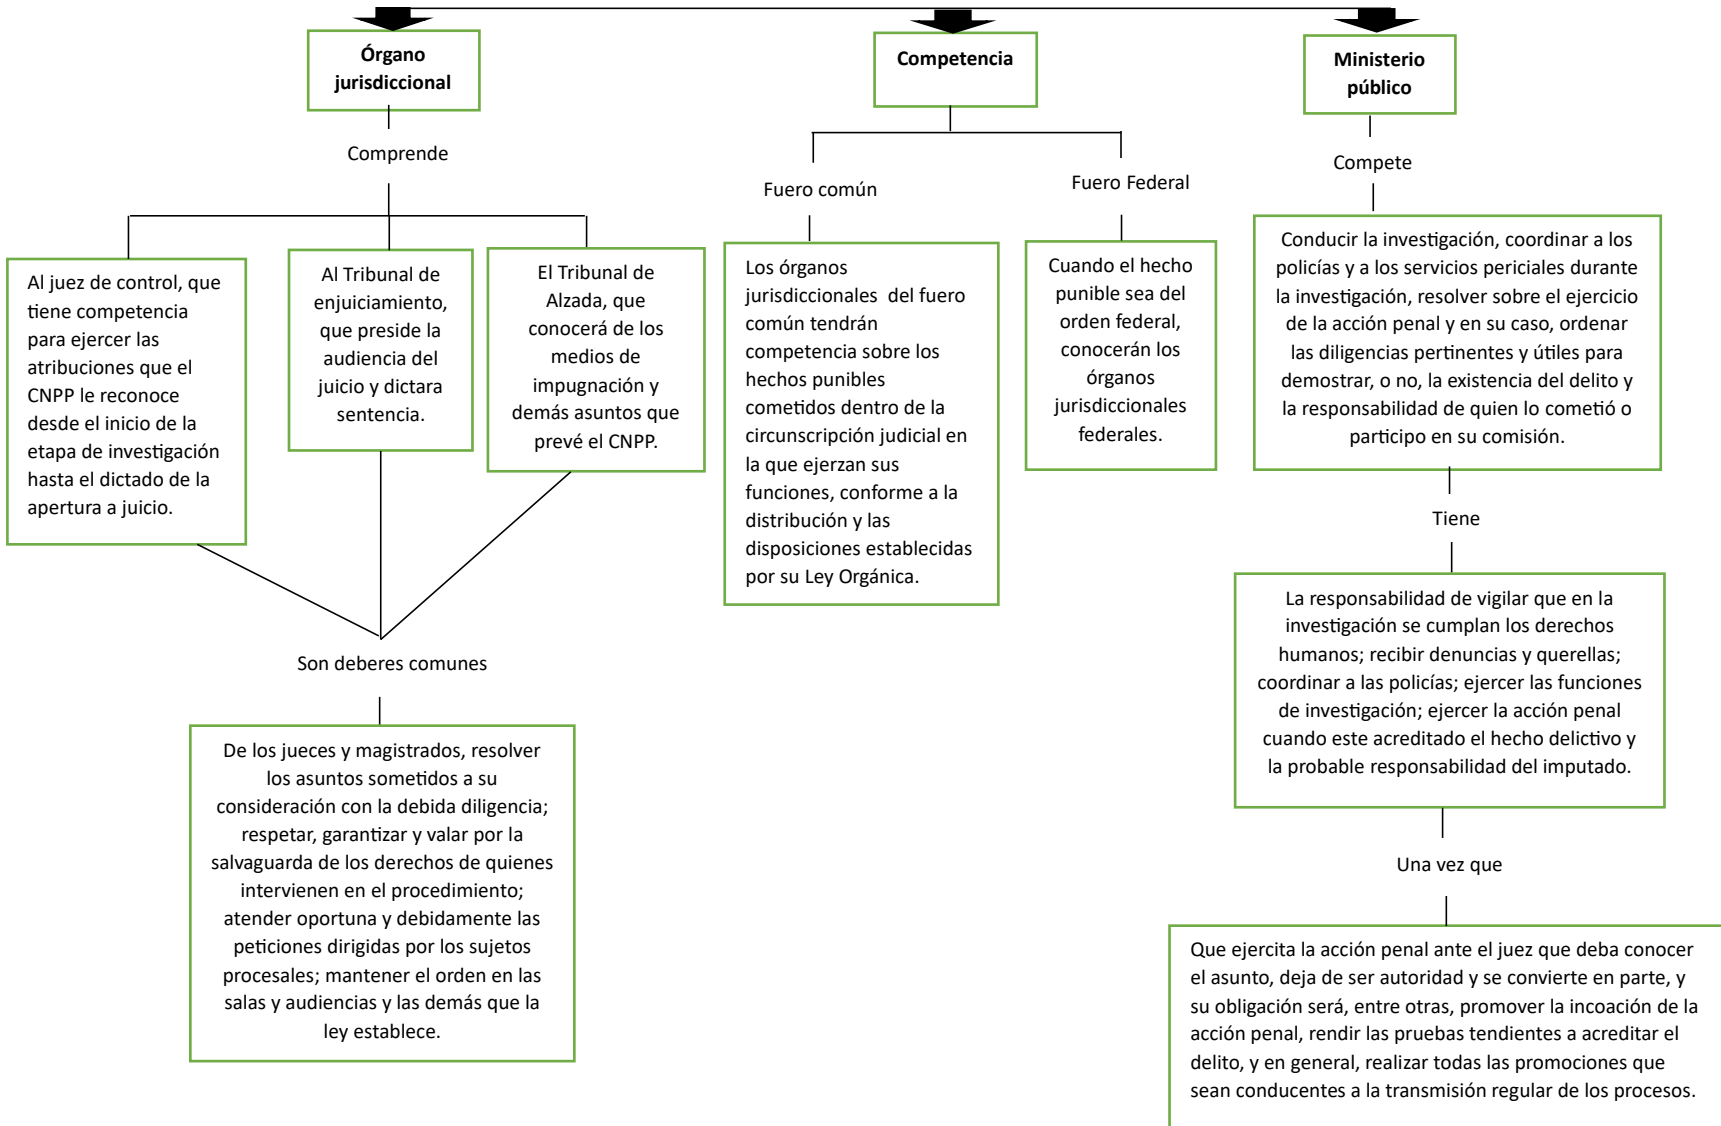 Órgano
jurisdiccional
Comprende
Al juez de control, que
tiene competencia
para ejercer las
atribuciones que el
CNPP le reconoce
desde el inicio de la
etapa de investigación
hasta el dictado de la
apertura a juicio.
Al Tribunal de
enjuiciamiento,
que preside la
audiencia del
juicio y dictara
sentencia.
El Tribunal de
Alzada, que
conocerá de los
medios de
impugnación y
demás asuntos que
prevé el CNPP.
Son deberes comunes
De los jueces y magistrados, resolver
los asuntos sometidos a su
consideración con la debida diligencia;
respetar, garantizar y valar por la
salvaguarda de los derechos de quienes
intervienen en el procedimiento;
atender oportuna y debidamente las
peticiones dirigidas por los sujetos
procesales; mantener el orden en las
salas y audiencias y las demás que la
ley establece.
Competencia
Fuero común
Los órganos
jurisdiccionales del fuero
común tendrán
competencia sobre los
hechos punibles
cometidos dentro de la
circunscripción judicial en
la que ejerzan sus
funciones, conforme a la
distribución y las
disposiciones establecidas
por su Ley Orgánica.
Fuero Federal
Cuando el hecho
punible sea del
orden federal,
conocerán los
órganos
jurisdiccionales
federales.
Ministerio
público
Compete
Conducir la investigación, coordinar a los
policías y a los servicios periciales durante
la investigación, resolver sobre el ejercicio
de la acción penal y en su caso, ordenar
las diligencias pertinentes y útiles para
demostrar, o no, la existencia del delito y
la responsabilidad de quien lo cometió o
participo en su comisión.
Tiene
La responsabilidad de vigilar que en la
investigación se cumplan los derechos
humanos; recibir denuncias y querellas;
coordinar a las policías; ejercer las funciones
de investigación; ejercer la acción penal
cuando este acreditado el hecho delictivo y
la probable responsabilidad del imputado.
Una vez que
Que ejercita la acción penal ante el juez que deba conocer
el asunto, deja de ser autoridad y se convierte en parte, y
su obligación será, entre otras, promover la incoación de la
acción penal, rendir las pruebas tendientes a acreditar el
delito, y en general, realizar todas las promociones que
sean conducentes a la transmisión regular de los procesos.